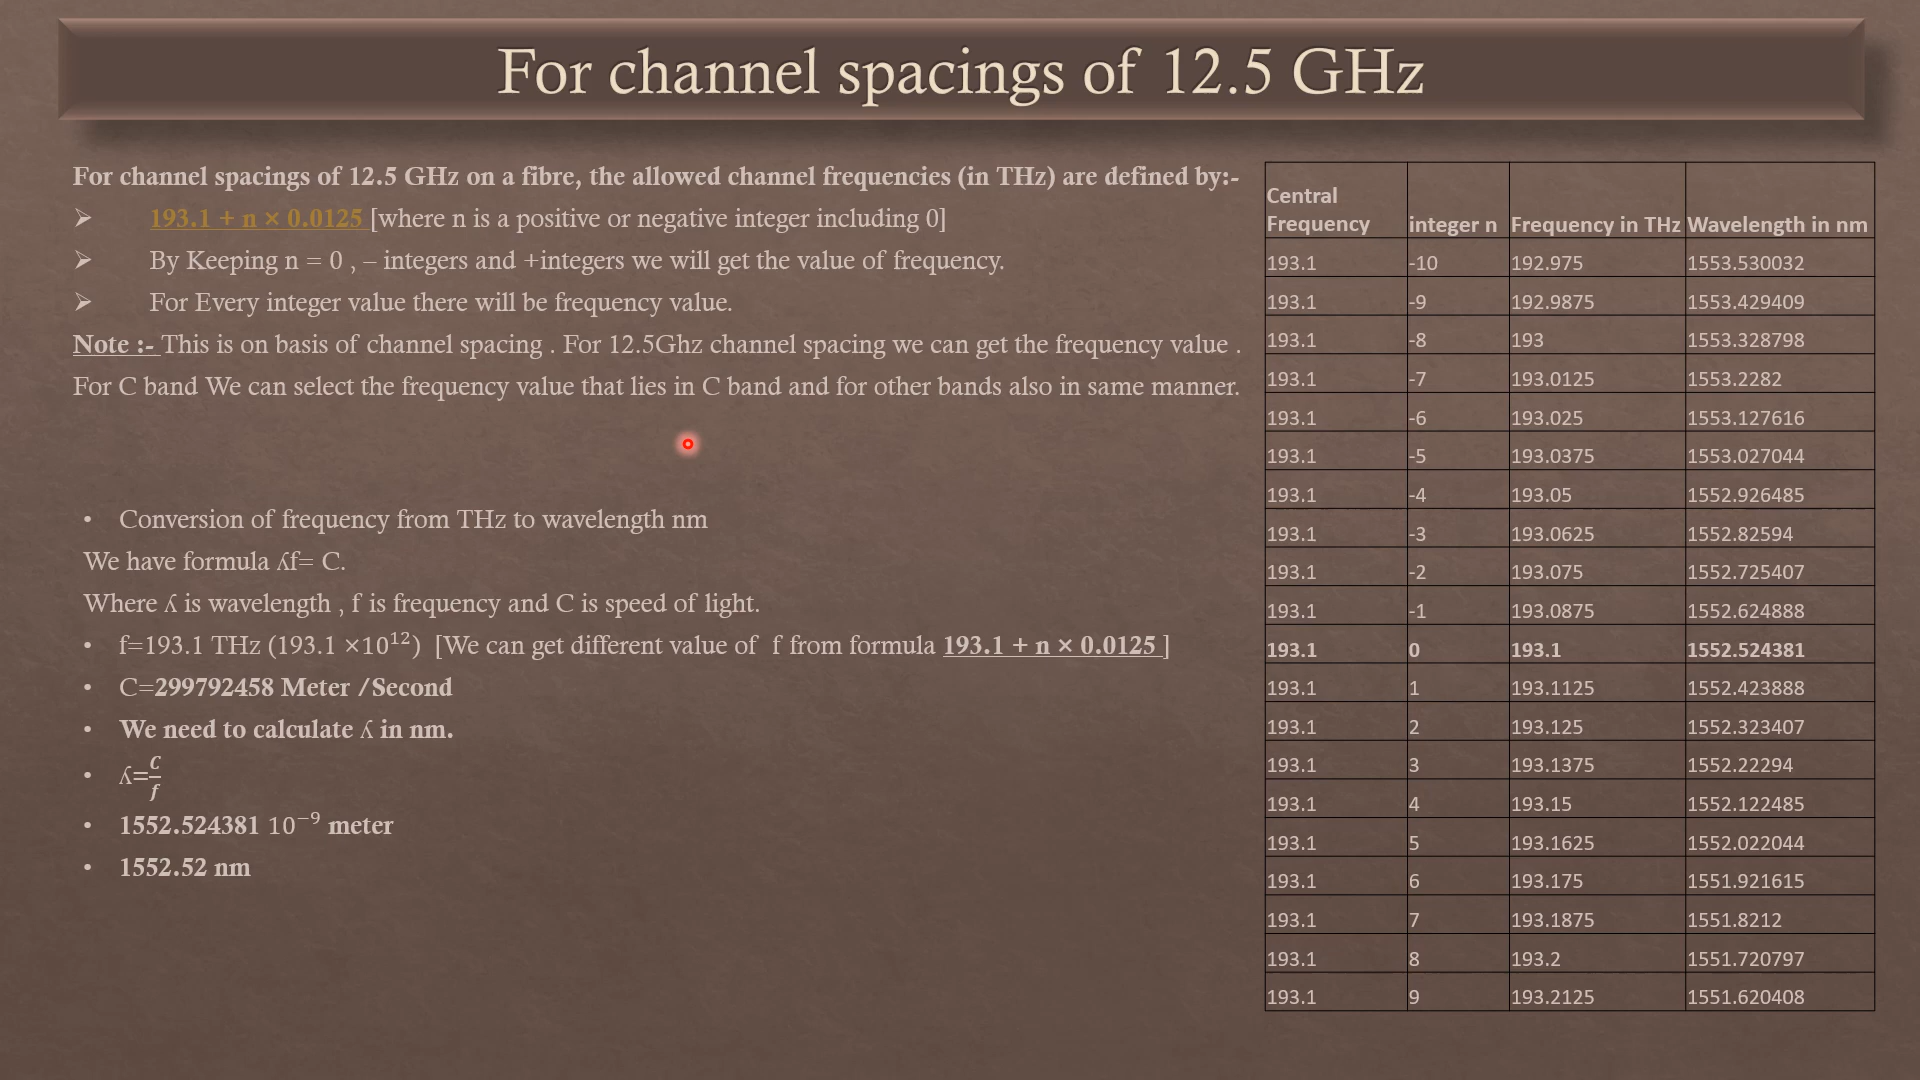 For channel spacings of 12.5 GHz
For channel spacings of 12.5 GHz on a fibre, the allowed channel frequencies (in THz) are defined by:-
➢ 193.1 + n × 0.0125 [where n is a positive or negative integer including 0]
➢ By Keeping n = 0 , – integers and +integers we will get the value of frequency.
➢ For Every integer value there will be frequency value.
Note :- This is on basis of channel spacing . For 12.5Ghz channel spacing we can get the frequency value .
For C band We can select the frequency value that lies in C band and for other bands also in same manner.
• Conversion of frequency from THz to wavelength nm
We have formula ʎf= C.
Where ʎ is wavelength , f is frequency and C is speed of light.
• f=193.1 THz (193.1 ×10¹²) [We can get different value of f from formula 193.1 + n × 0.0125 ]
• C=299792458 Meter /Second
• We need to calculate ʎ in nm.
• ʎ=C/f
• 1552.524381 10⁻⁹ meter
• 1552.52 nm
Central Frequency integer n Frequency in THz Wavelength in nm
193.1 -10 192.975 1553.530032
193.1 -9 192.9875 1553.429409
193.1 -8 193 1553.328798
193.1 -7 193.0125 1553.2282
193.1 -6 193.025 1553.127616
193.1 -5 193.0375 1553.027044
193.1 -4 193.05 1552.926485
193.1 -3 193.0625 1552.82594
193.1 -2 193.075 1552.725407
193.1 -1 193.0875 1552.624888
193.1 0 193.1 1552.524381
193.1 1 193.1125 1552.423888
193.1 2 193.125 1552.323407
193.1 3 193.1375 1552.22294
193.1 4 193.15 1552.122485
193.1 5 193.1625 1552.022044
193.1 6 193.175 1551.921615
193.1 7 193.1875 1551.8212
193.1 8 193.2 1551.720797
193.1 9 193.2125 1551.620408